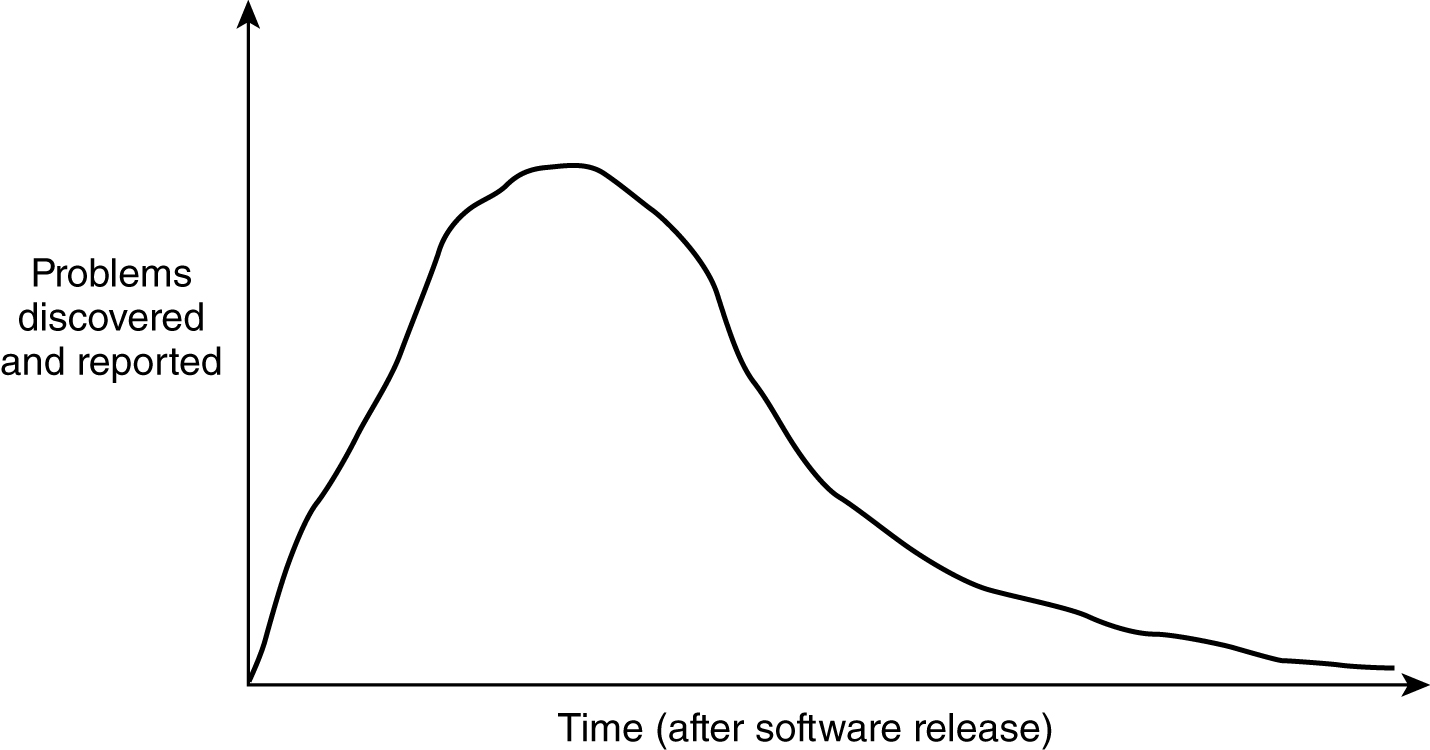 Problems
discovered
and reported
Time (after software release)